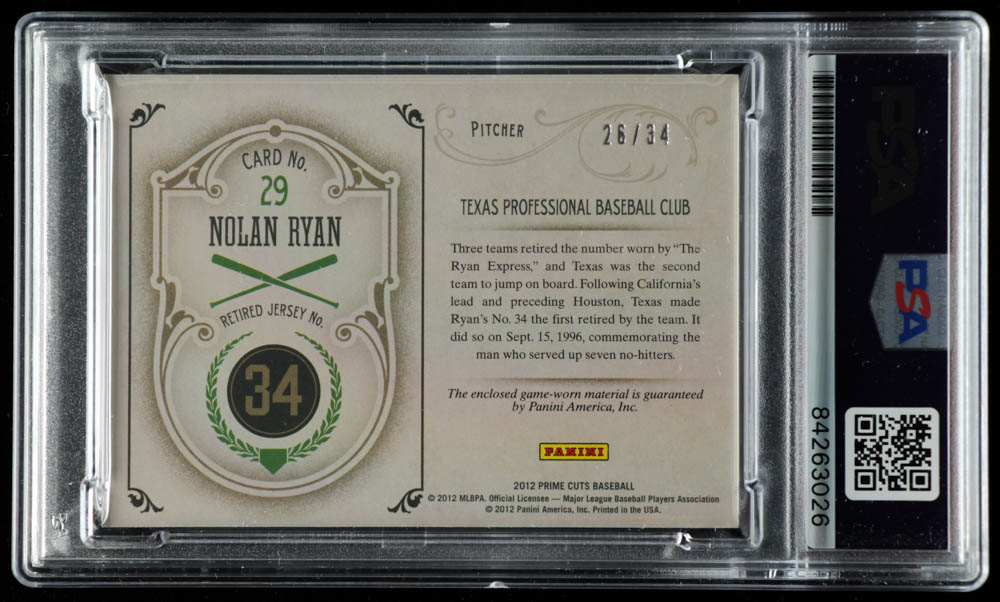 CARD NO.
29
NOLAN RYAN
RETIRED JERSEY NO.
34
PITCHER
26/34
TEXAS PROFESSIONAL BASEBALL CLUB
Three teams retired the number worn by "The
Ryan Express," and Texas was the second
team to jump on board. Following California's
lead and preceding Houston, Texas made
Ryan's No. 34 the first retired by the team. It
did so on Sept. 15, 1996, commemorating the
man who served up seven no-hitters.
The enclosed game-worn material is guaranteed
by Panini America, Inc.
PANINI
2012 PRIME CUTS BASEBALL
© 2012 MLBPA. Official Licensee — Major League Baseball Players Association
© 2012 Panini America, Inc. Printed in the USA.
PSA
PSA
84263026